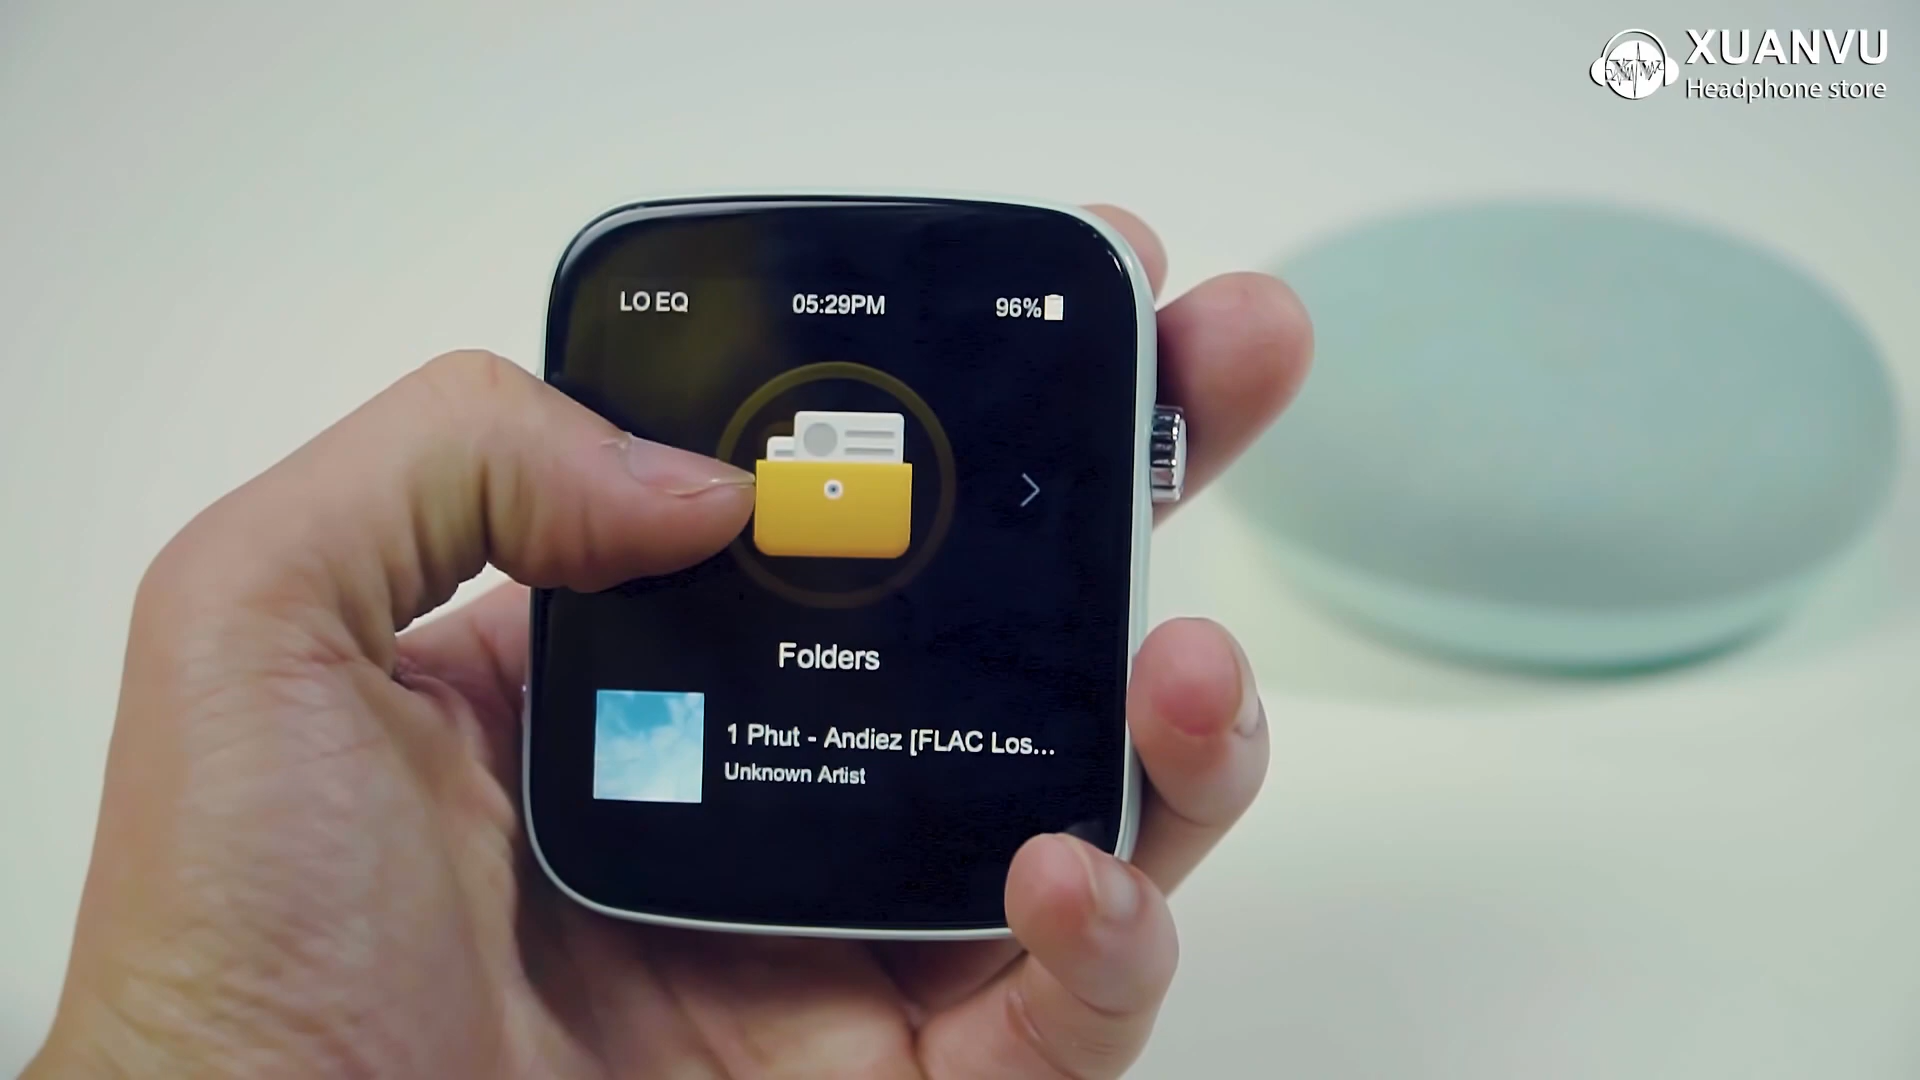 XUANVU
Headphone store
LO EQ 05:29PM 96%
Folders
1 Phut - Andiez [FLAC Los...
Unknown Artist